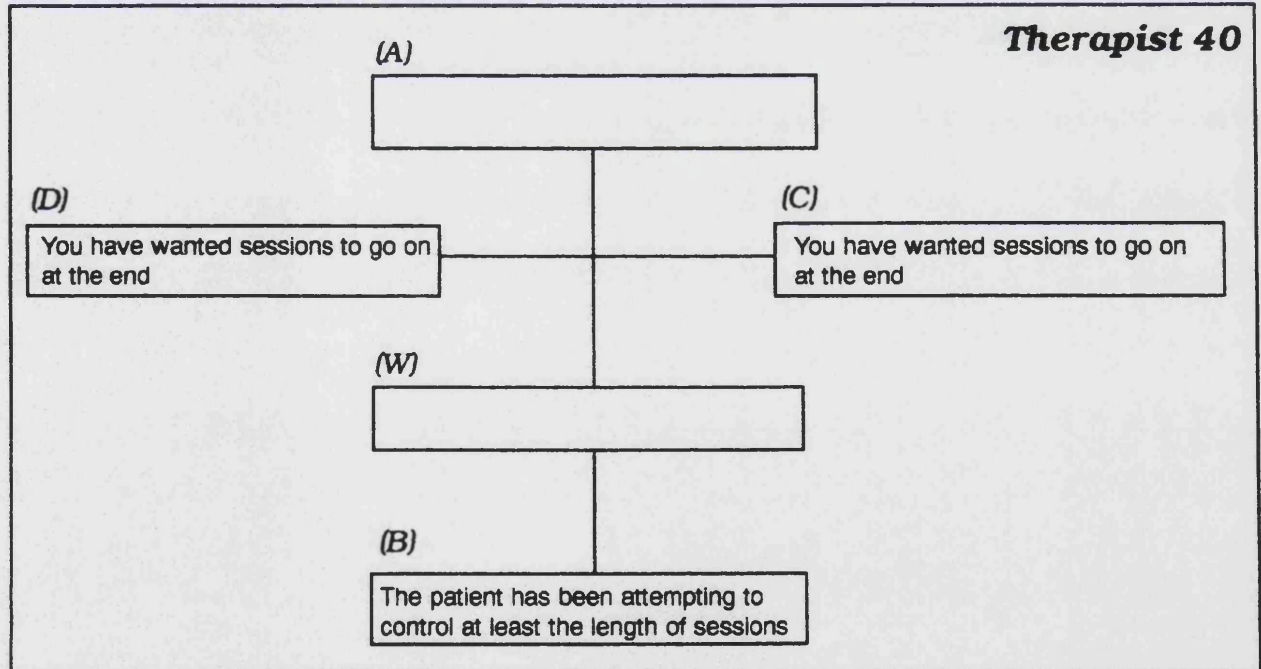 Therapist 40
(A)
(D)
You have wanted sessions to go on
at the end
(C)
You have wanted sessions to go on
at the end
(W)
(B)
The patient has been attempting to
control at least the length of sessions